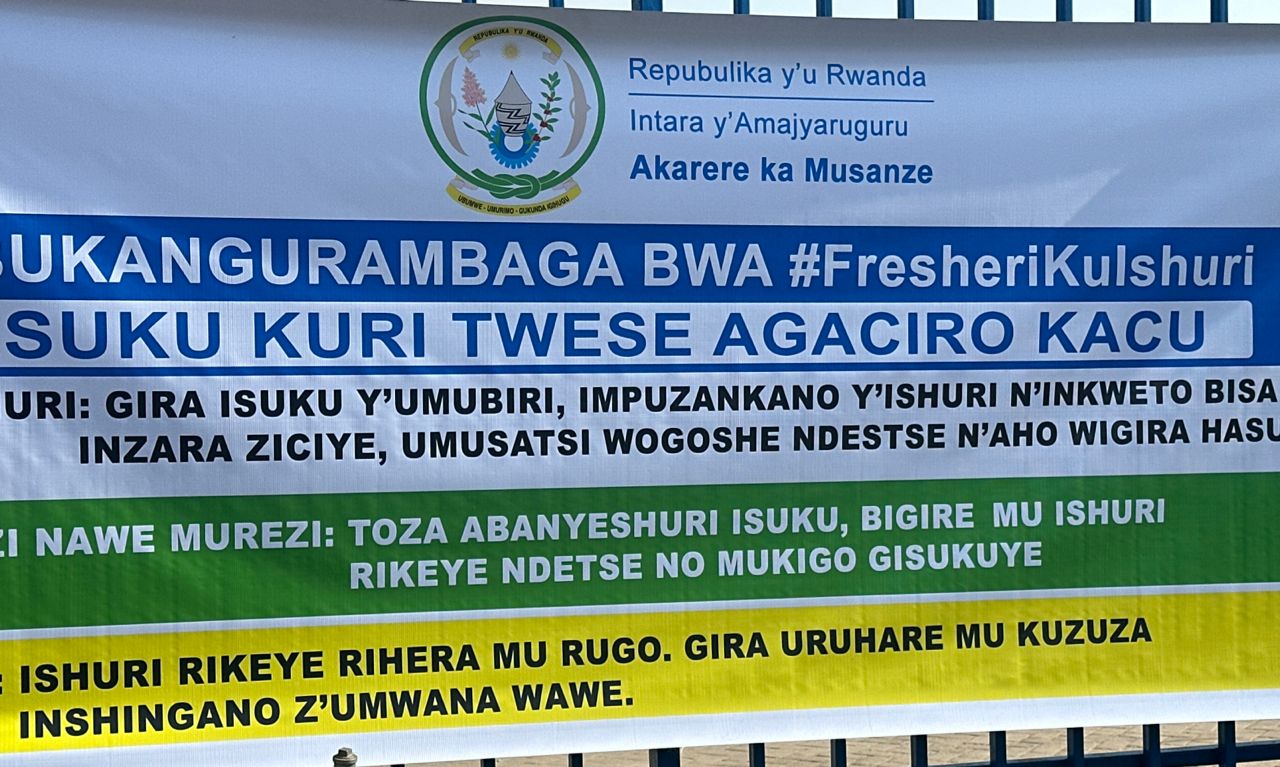 REPUBULIKA Y'U RWANDA
UBUMWE - UMURIMO - GUKUNDA IGIHUGU
Repubulika y'u Rwanda
Intara y'Amajyaruguru
Akarere ka Musanze
BUKANGURAMBAGA BWA #FresheriKuIshuri
ISUKU KURI TWESE AGACIRO KACU
URI: GIRA ISUKU Y'UMUBIRI, IMPUZANKANO Y'ISHURI N'INKWETO BISA
INZARA ZICIYE, UMUSATSI WOGOSHE NDESTSE N'AHO WIGIRA HASU
ZI NAWE MUREZI: TOZA ABANYESHURI ISUKU, BIGIRE MU ISHURI
RIKEYE NDETSE NO MUKIGO GISUKUYE
: ISHURI RIKEYE RIHERA MU RUGO. GIRA URUHARE MU KUZUZA
INSHINGANO Z'UMWANA WAWE.